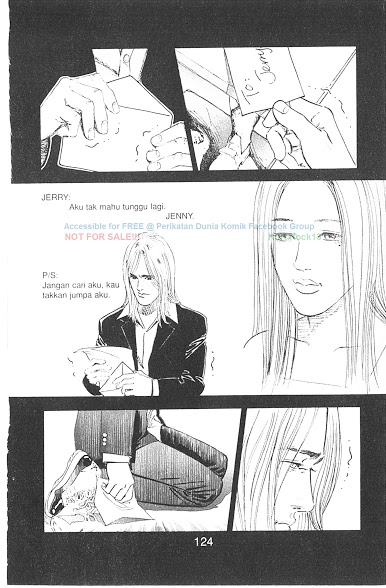 To: Jerry
JERRY:
Aku tak mahu tunggu lagi.
JENNY.
Accessible for FREE @ Perikatan Dunia Komik Facebook Group
NOT FOR SALE!!!
P/S:
Jangan cari aku, kau
takkan jumpa aku.
124